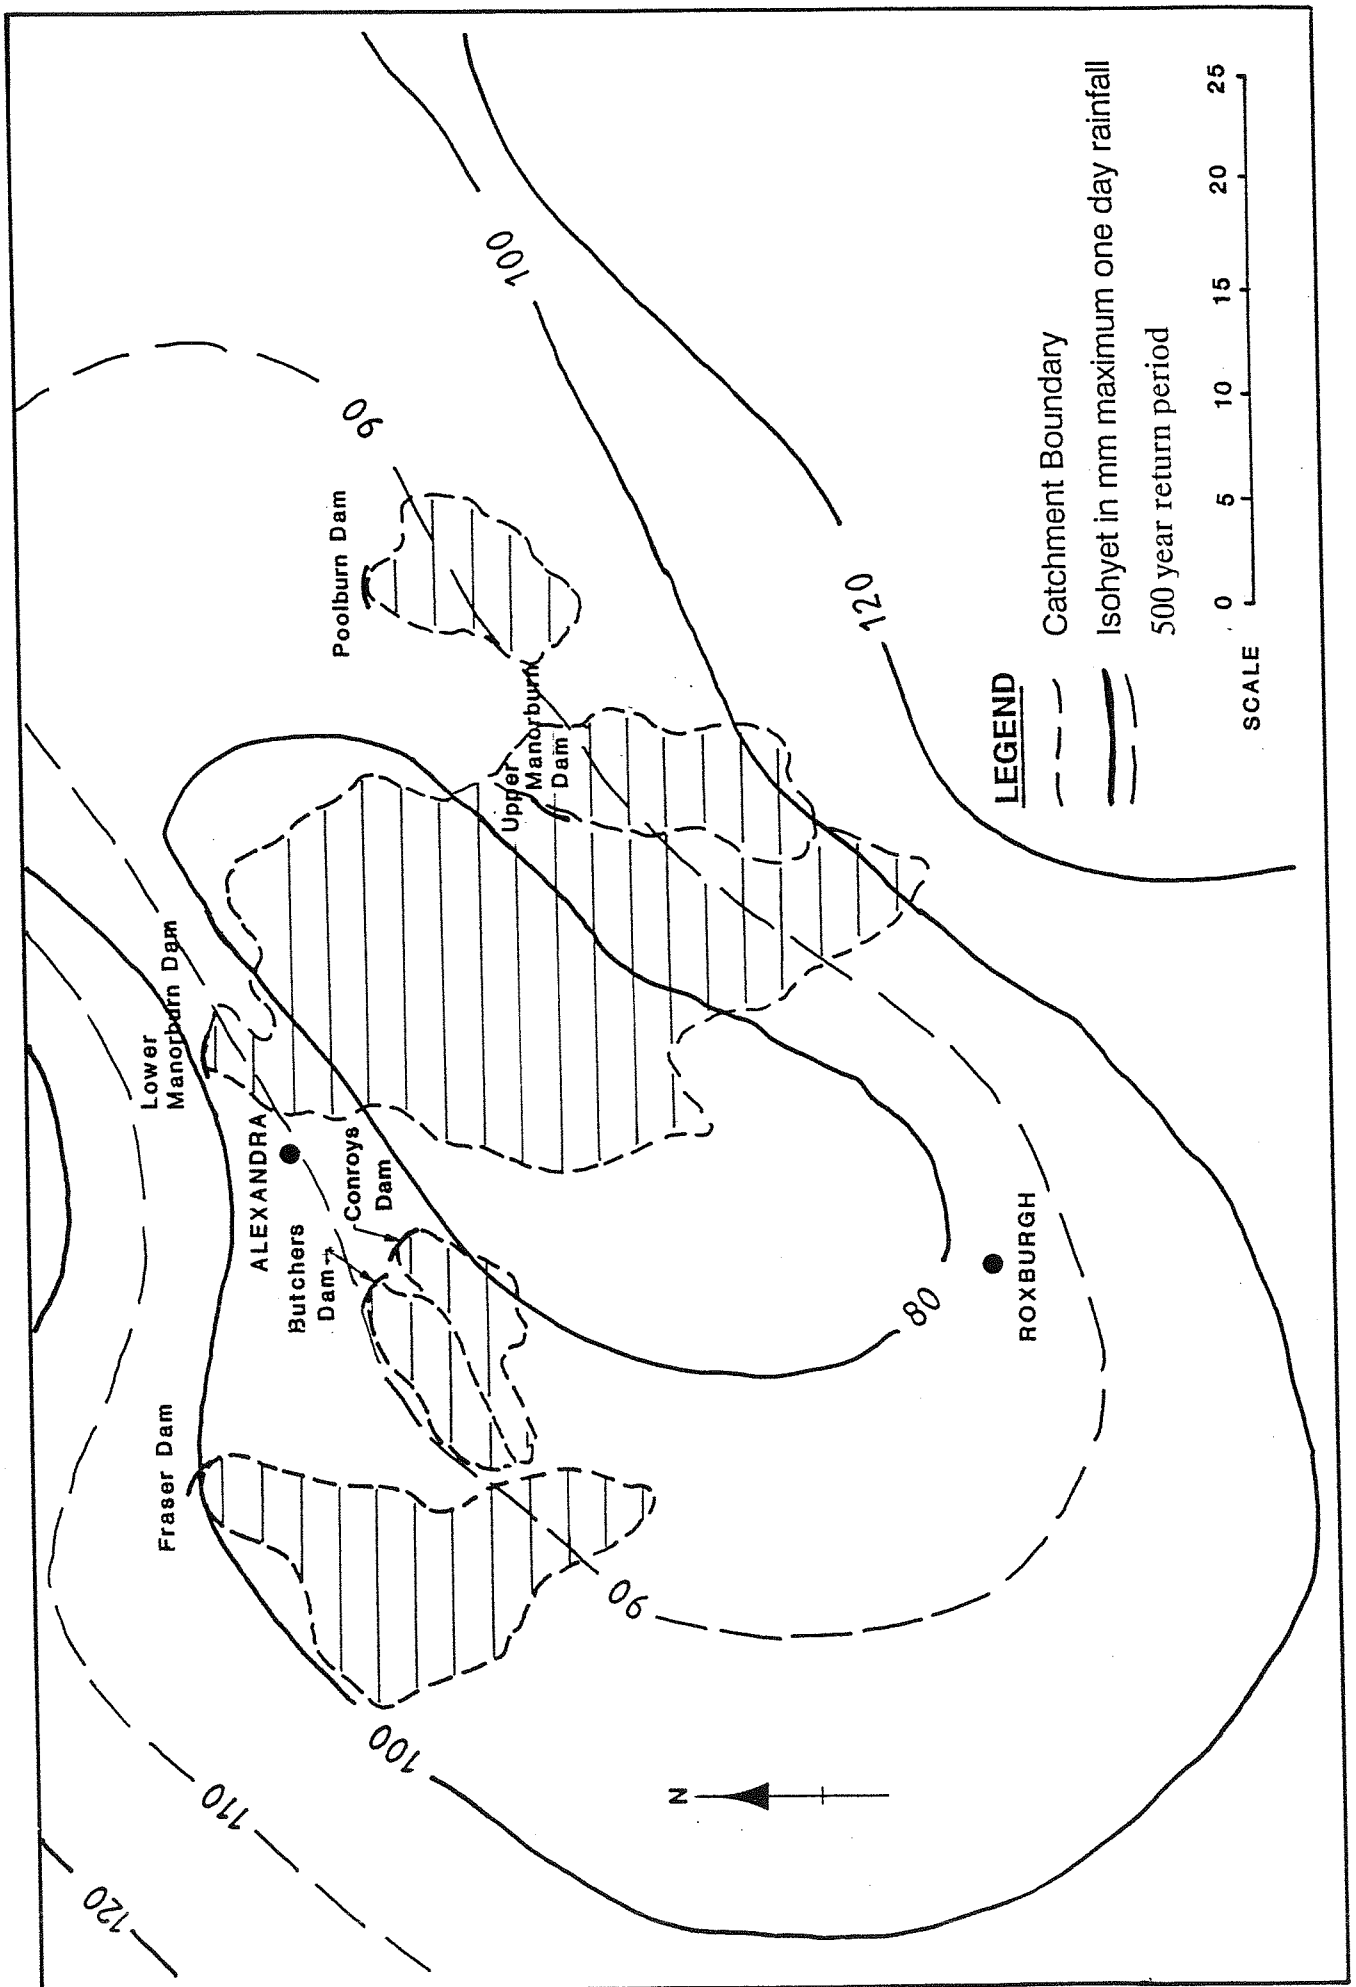 120
110
100
90
Fraser Dam
Butchers
Dam
Conroys
Dam
ALEXANDRA
Lower
Manorburn Dam
Upper
Manorburn
Dam
Poolburn Dam
90
100
80
ROXBURGH
120
N
LEGEND
Catchment Boundary
Isohyet in mm maximum one day rainfall
500 year return period
SCALE
0 5 10 15 20 25